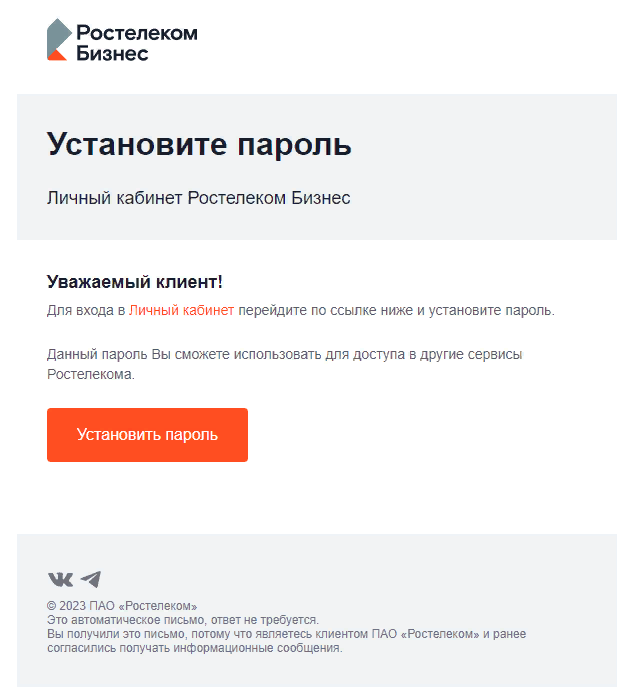 Ростелеком
Бизнес
Установите пароль
Личный кабинет Ростелеком Бизнес
Уважаемый клиент!
Для входа в Личный кабинет перейдите по ссылке ниже и установите пароль.
Данный пароль Вы сможете использовать для доступа в другие сервисы
Ростелекома.
Установить пароль
© 2023 ПАО «Ростелеком»
Это автоматическое письмо, ответ не требуется.
Вы получили это письмо, потому что являетесь клиентом ПАО «Ростелеком» и ранее
согласились получать информационные сообщения.